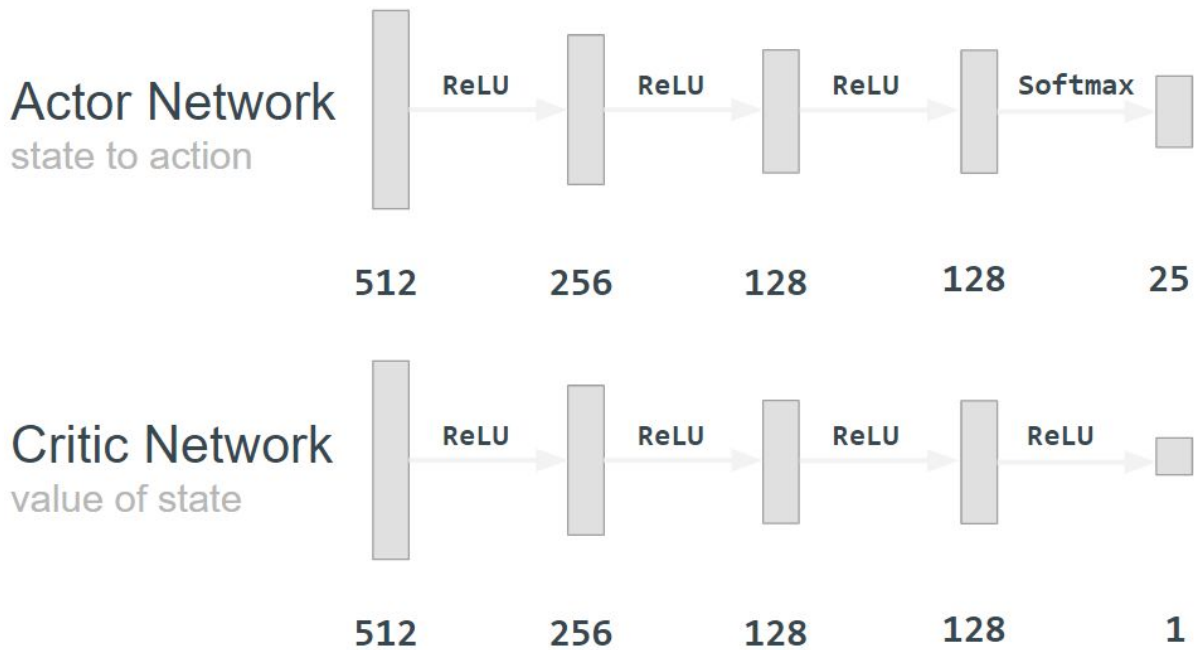 Actor Network
state to action
ReLU ReLU ReLU Softmax
512 256 128 128 25
Critic Network
value of state
ReLU ReLU ReLU ReLU
512 256 128 128 1